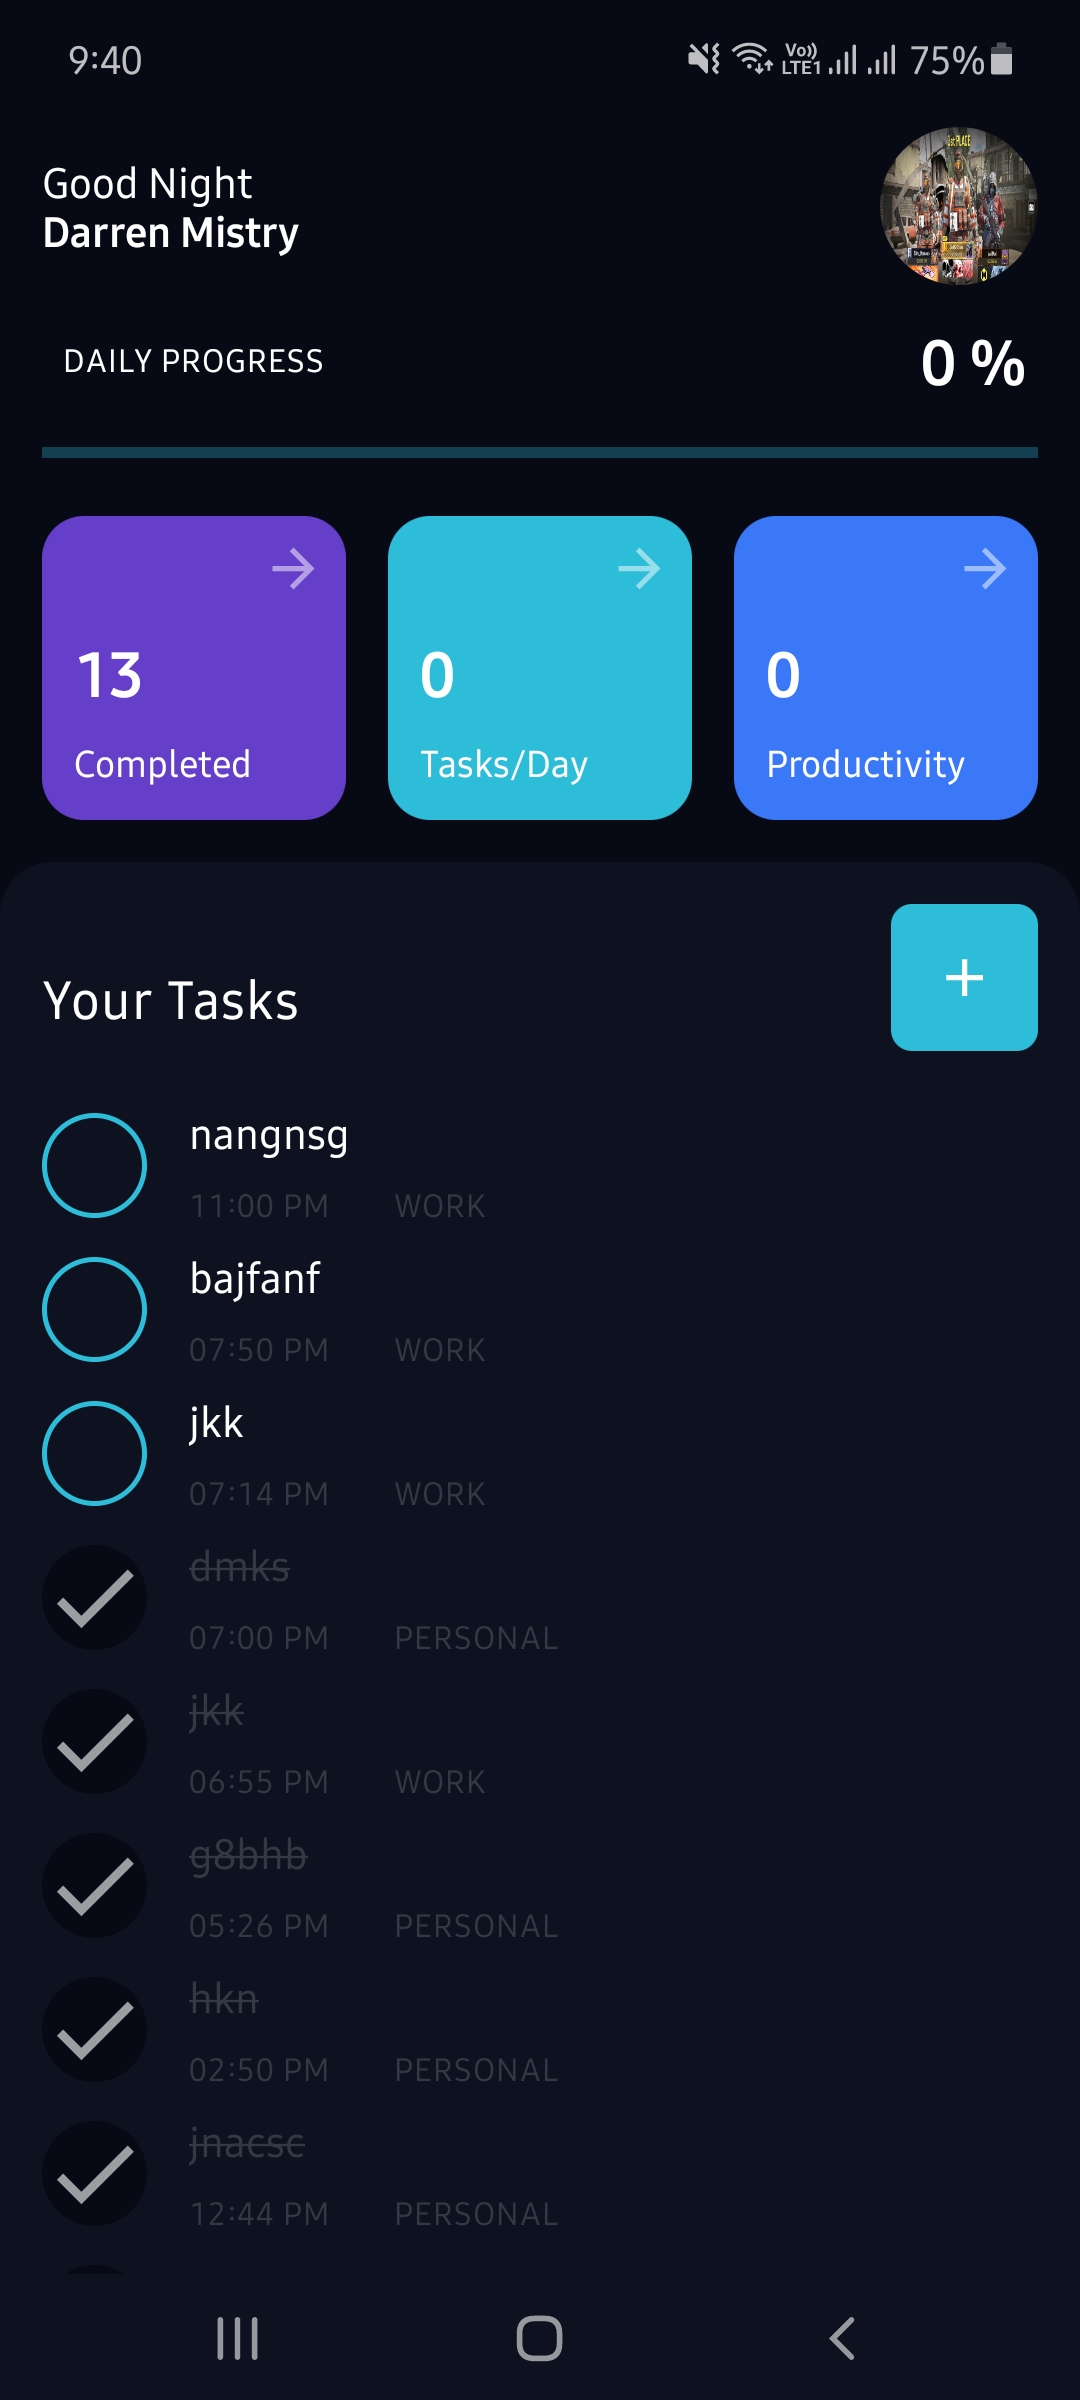 9:40
Vo)) LTE1 75%
Good Night
Darren Mistry
1st PLACE
DAILY PROGRESS
0 %
13
Completed
0
Tasks/Day
0
Productivity
Your Tasks
+
nangnsg
11:00 PM WORK
bajfanf
07:50 PM WORK
jkk
07:14 PM WORK
dmks
07:00 PM PERSONAL
jkk
06:55 PM WORK
g8bhb
05:26 PM PERSONAL
hkn
02:50 PM PERSONAL
jnacsc
12:44 PM PERSONAL